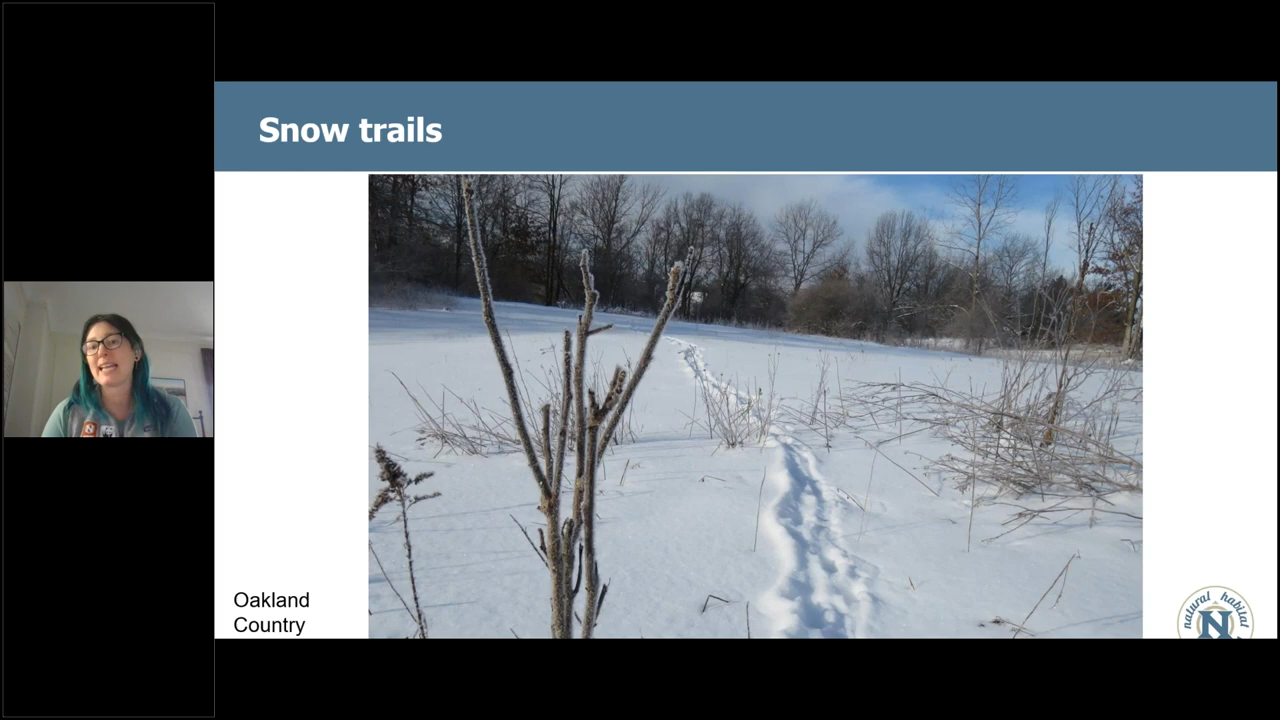 Snow trails
Oakland
Country
natural habitat
N
N